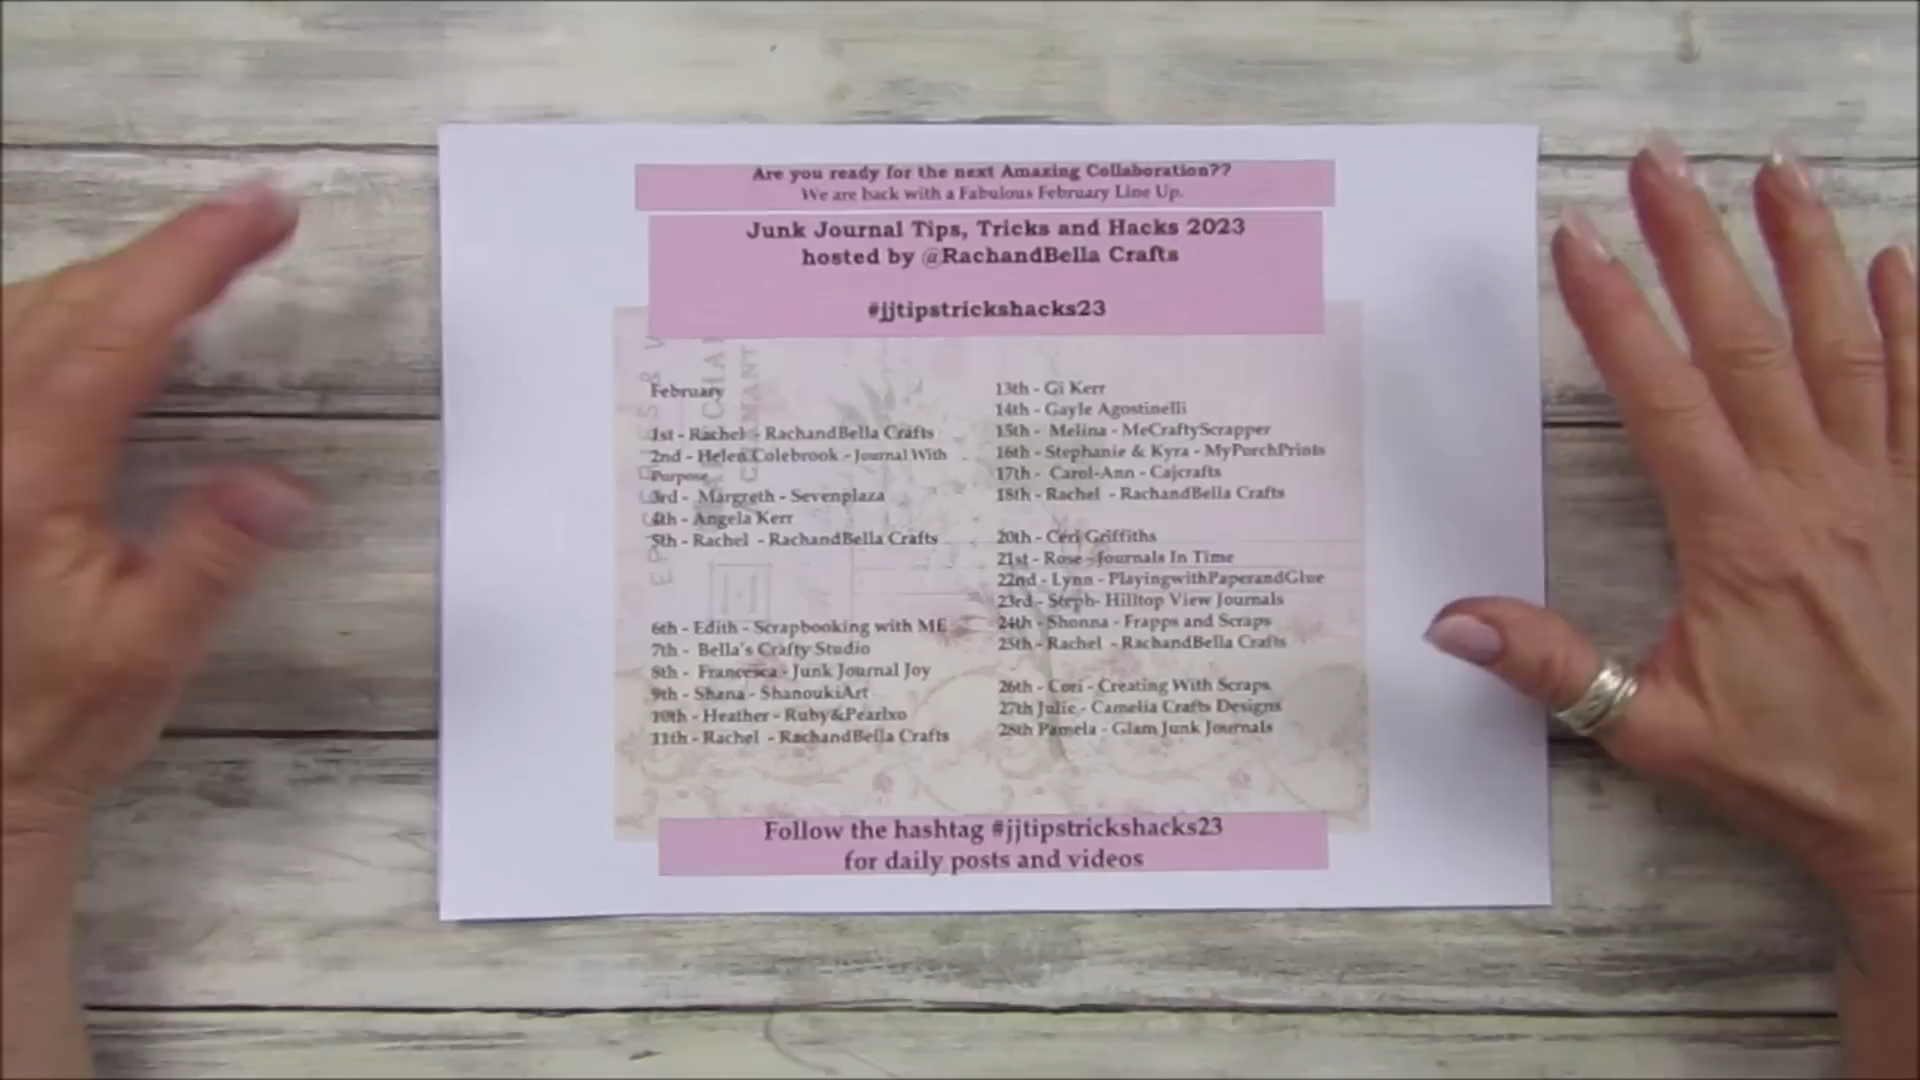 Are you ready for the next Amazing Collaboration??
We are back with a Fabulous February Line Up.
Junk Journal Tips, Tricks and Hacks 2023
hosted by @RachandBella Crafts
#jjtipstrickshacks23
February
1st - Rachel - RachandBella Crafts
2nd - Helen Colebrook - Journal With
Purpose
3rd - Margreth - Sevenplaza
4th - Angela Kerr
5th - Rachel - RachandBella Crafts
6th - Edith - Scrapbooking with ME
7th - Bella's Crafty Studio
8th - Francesca - Junk Journal Joy
9th - Shana - ShanoukiArt
10th - Heather - Ruby&Pearlxo
11th - Rachel - RachandBella Crafts
13th - Gi Kerr
14th - Gayle Agostinelli
15th - Melina - MeCraftyScrapper
16th - Stephanie & Kyra - MyPorchPrints
17th - Carol-Ann - Cajcrafts
18th - Rachel - RachandBella Crafts
20th - Ceri Griffiths
21st - Rose - Journals In Time
22nd - Lynn - PlayingwithPaperandGlue
23rd - Steph- Hilltop View Journals
24th - Shonna - Frapps and Scraps
25th - Rachel - RachandBella Crafts
26th - Cori - Creating With Scraps
27th Julie - Camelia Crafts Designs
28th Pamela - Glam Junk Journals
Follow the hashtag #jjtipstrickshacks23
for daily posts and videos